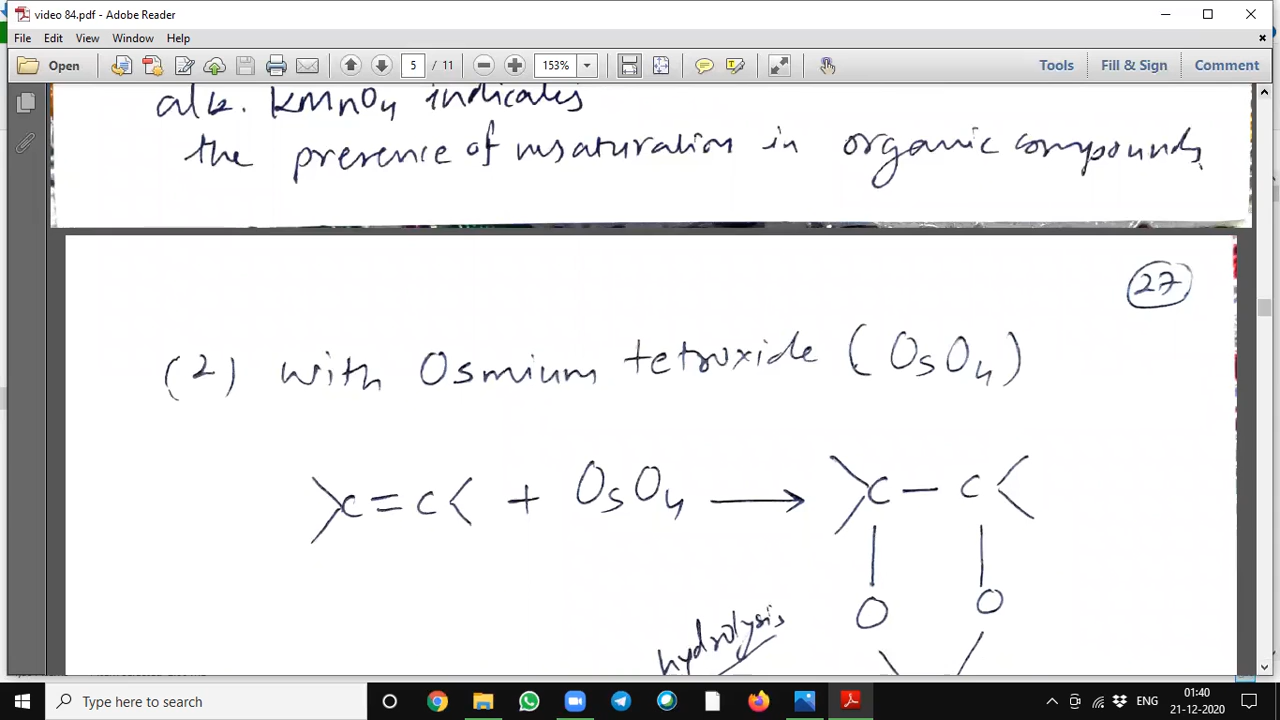 video 84.pdf - Adobe Reader
File Edit View Window Help
Open 5 / 11 153% Tools Fill & Sign Comment
alk. KMnO4 indicates
the presence of unsaturation in organic compounds
27
(2) with Osmium tetroxide (OsO4)
>C=C< + OsO4 → >C-C<
O O
hydrolysis
Type here to search
ENG
01:40
21-12-2020